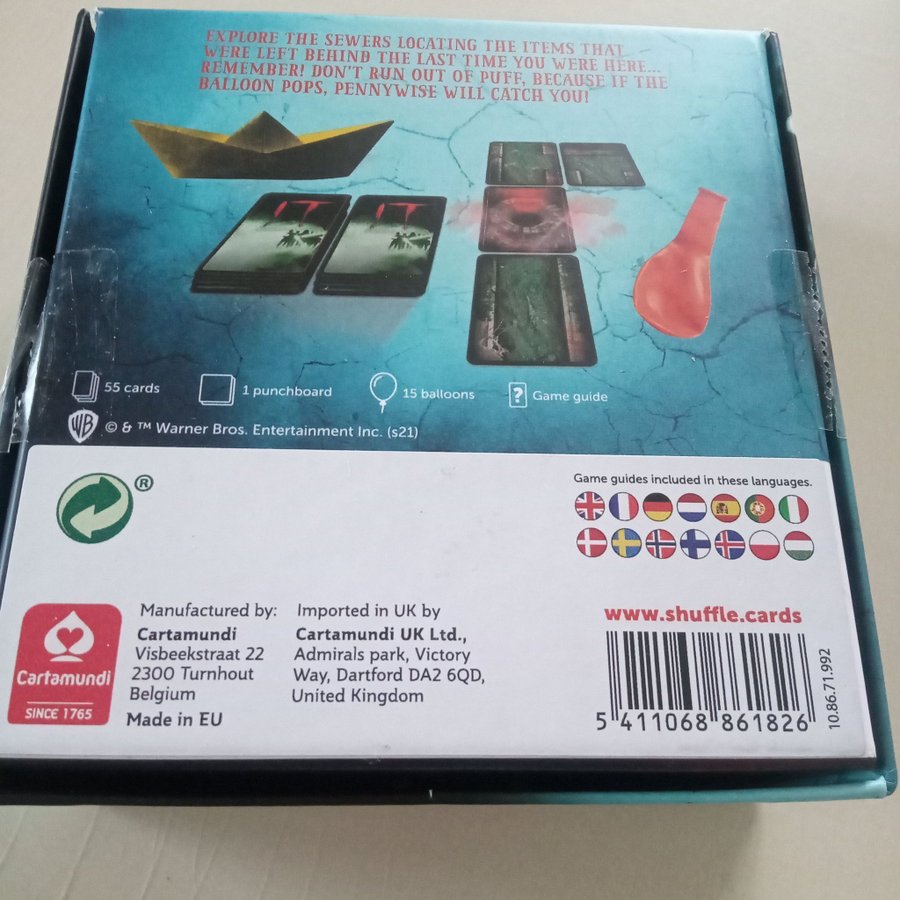 EXPLORE THE SEWERS LOCATING THE ITEMS THAT
WERE LEFT BEHIND THE LAST TIME YOU WERE HERE...
REMEMBER! DON'T RUN OUT OF PUFF, BECAUSE IF THE
BALLOON POPS, PENNYWISE WILL CATCH YOU!
IT
IT
55 cards
1 punchboard
15 balloons
?
Game guide
WB
© & ™ Warner Bros. Entertainment Inc. (s21)
®
Game guides included in these languages.
Manufactured by:
Cartamundi
Visbeekstraat 22
2300 Turnhout
Belgium
Made in EU
Imported in UK by
Cartamundi UK Ltd.,
Admirals park, Victory
Way, Dartford DA2 6QD,
United Kingdom
Cartamundi
SINCE 1765
www.shuffle.cards
5 411068 861826
10.86.71.992